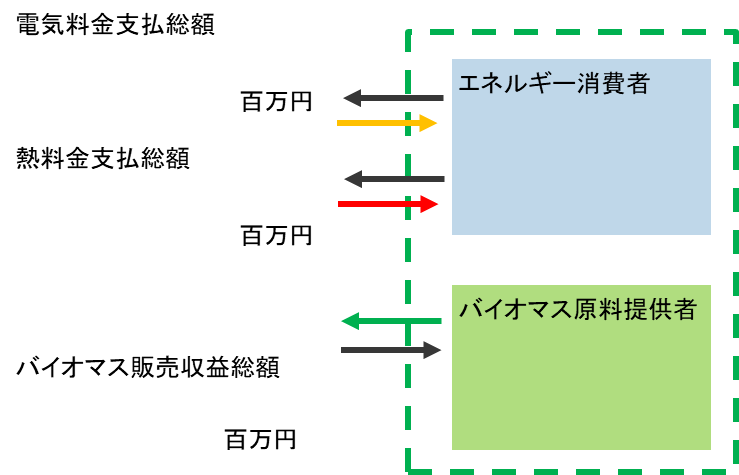 電気料金支払総額
エネルギー消費者
百万円
熱料金支払総額
百万円
バイオマス原料提供者
バイオマス販売収益総額
百万円